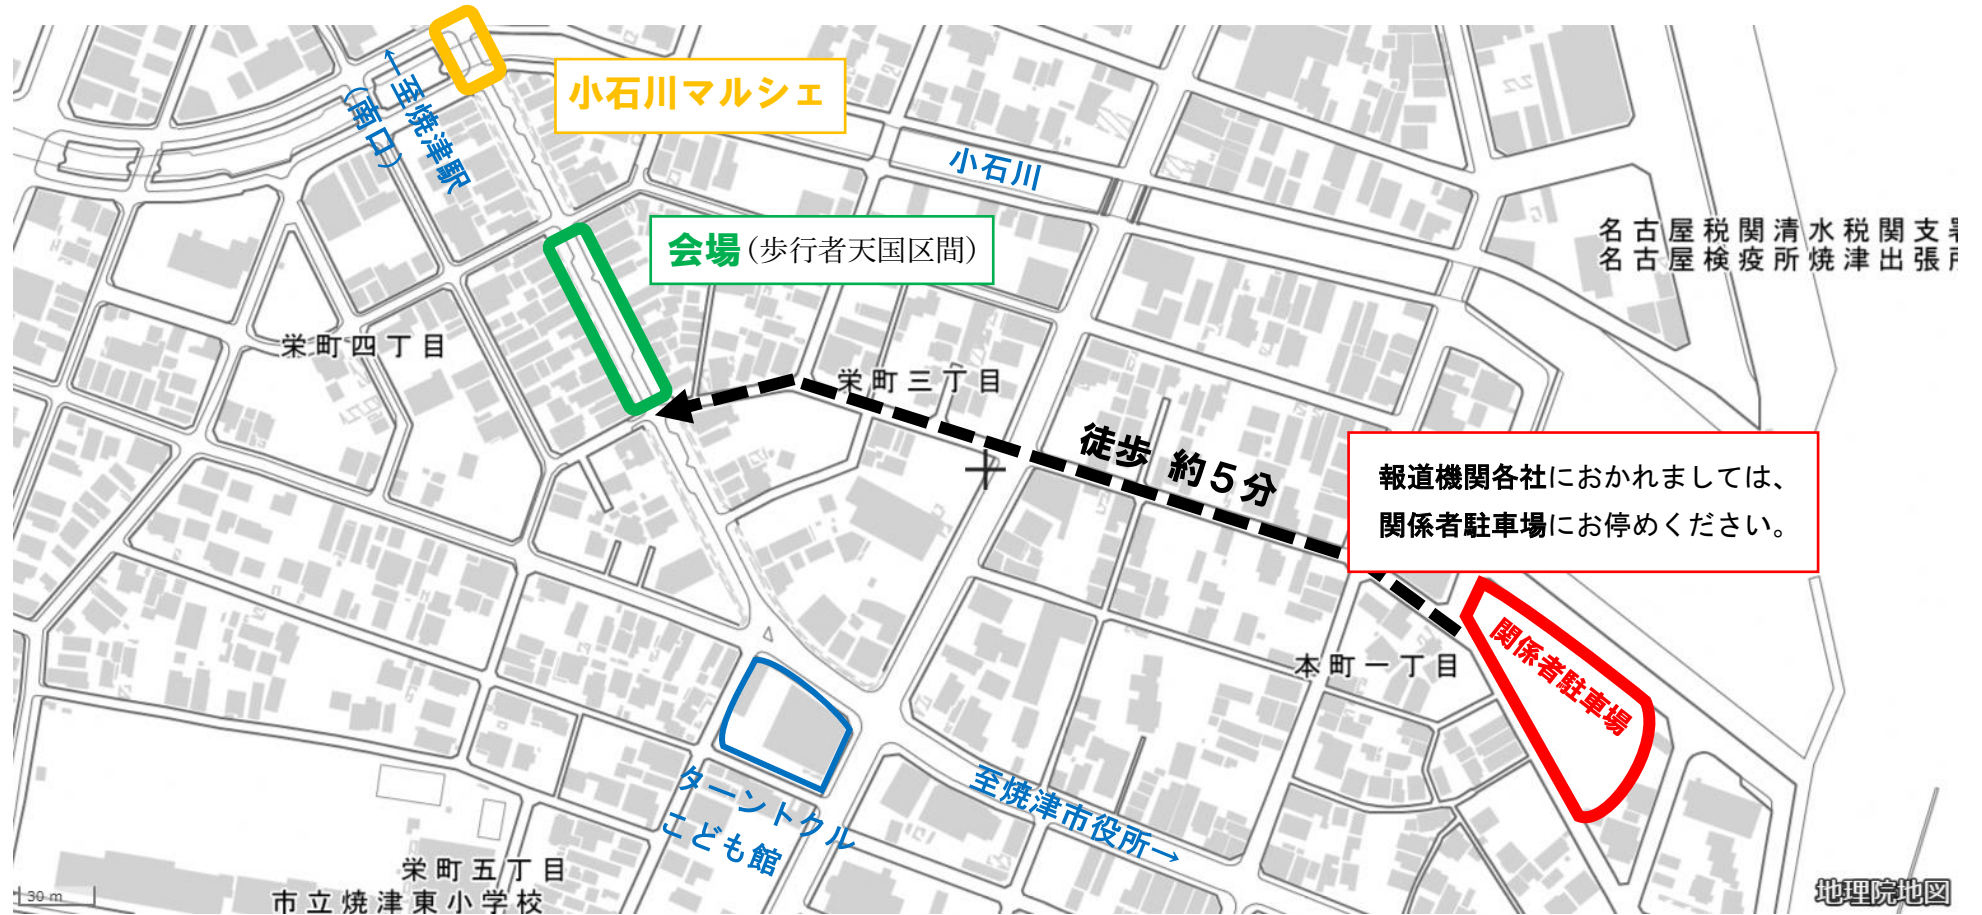 小石川マルシェ
←至焼津駅
（南口）
小石川
会場（歩行者天国区間）
名古屋税関清水税関支
名古屋検疫所焼津出張
栄町四丁目
栄町三丁目
徒歩 約５分
報道機関各社におかれましては、
関係者駐車場にお停めください。
関係者駐車場
本町一丁目
ターントクル
こども館
至焼津市役所→
栄町五丁目
市立焼津東小学校
30 m
地理院地図